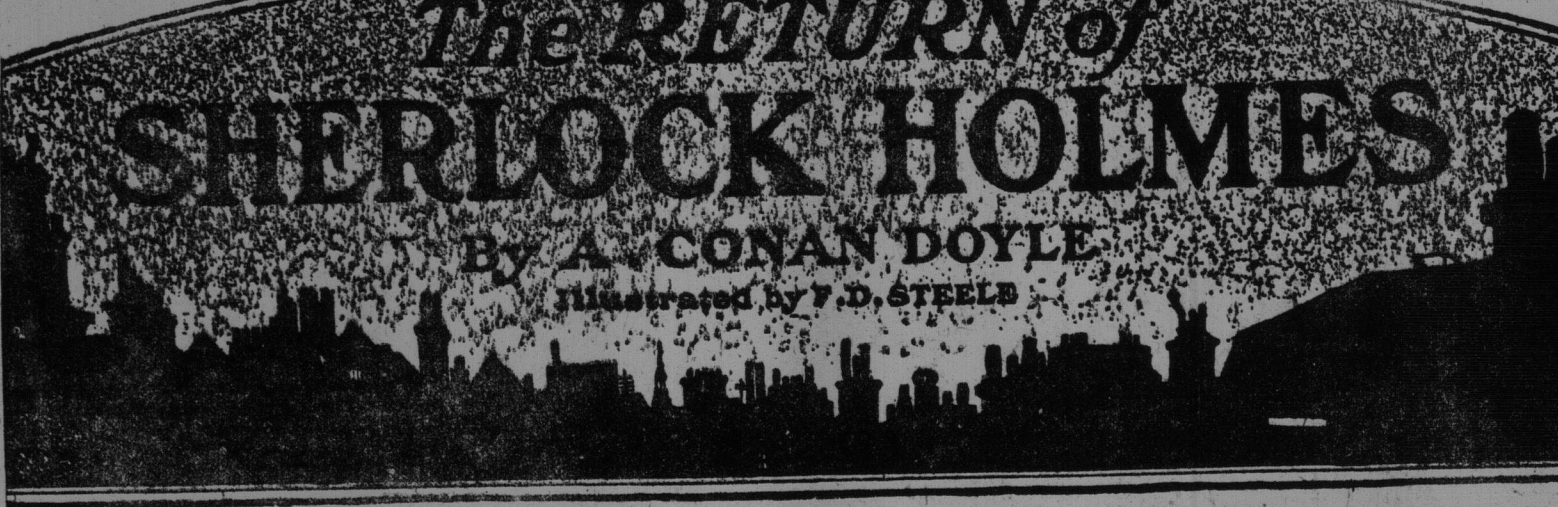 The RETURN of
SHERLOCK HOLMES
By A. CONAN DOYLE
Illustrated by F.D. STEELE